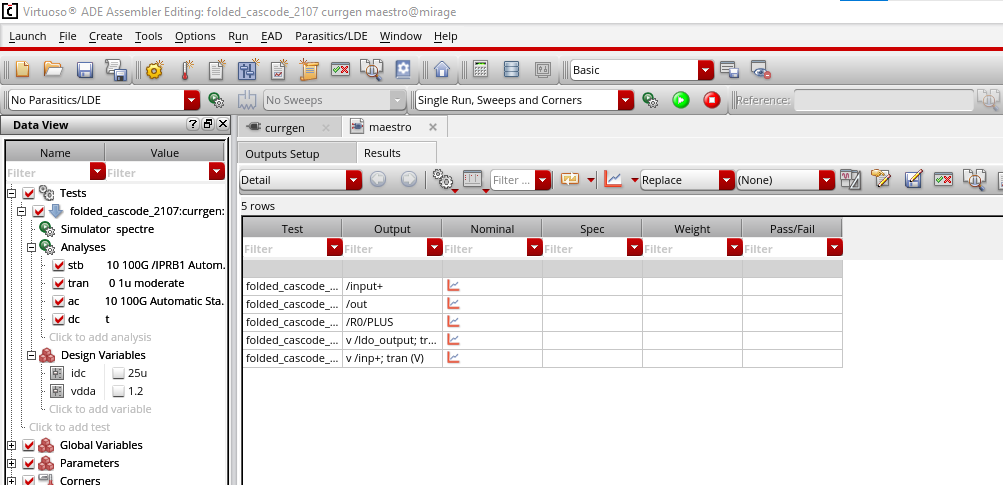 Virtuoso® ADE Assembler Editing: folded_cascode_2107 currgen maestro@mirage
Launch File Create Tools Options Run EAD Parasitics/LDE Window Help
Basic
No Parasitics/LDE No Sweeps Single Run, Sweeps and Corners Reference:
Data View
currgen maestro
Outputs Setup Results
Name Value
Filter Filter
Detail Filter ... Replace (None)
Tests
folded_cascode_2107:currgen:
Simulator spectre
Analyses
stb 10 100G /IPRB1 Autom.
tran 0 1u moderate
ac 10 100G Automatic Sta.
dc t
Click to add analysis
Design Variables
idc 25u
vdda 1.2
Click to add variable
Click to add test
Global Variables
Parameters
Corners
5 rows
Test Output Nominal Spec Weight Pass/Fail
Filter Filter Filter Filter Filter Filter
folded_cascode_... /input+
folded_cascode_... /out
folded_cascode_... /R0/PLUS
folded_cascode_... v /ldo_output; tr...
folded_cascode_... v /inp+; tran (V)